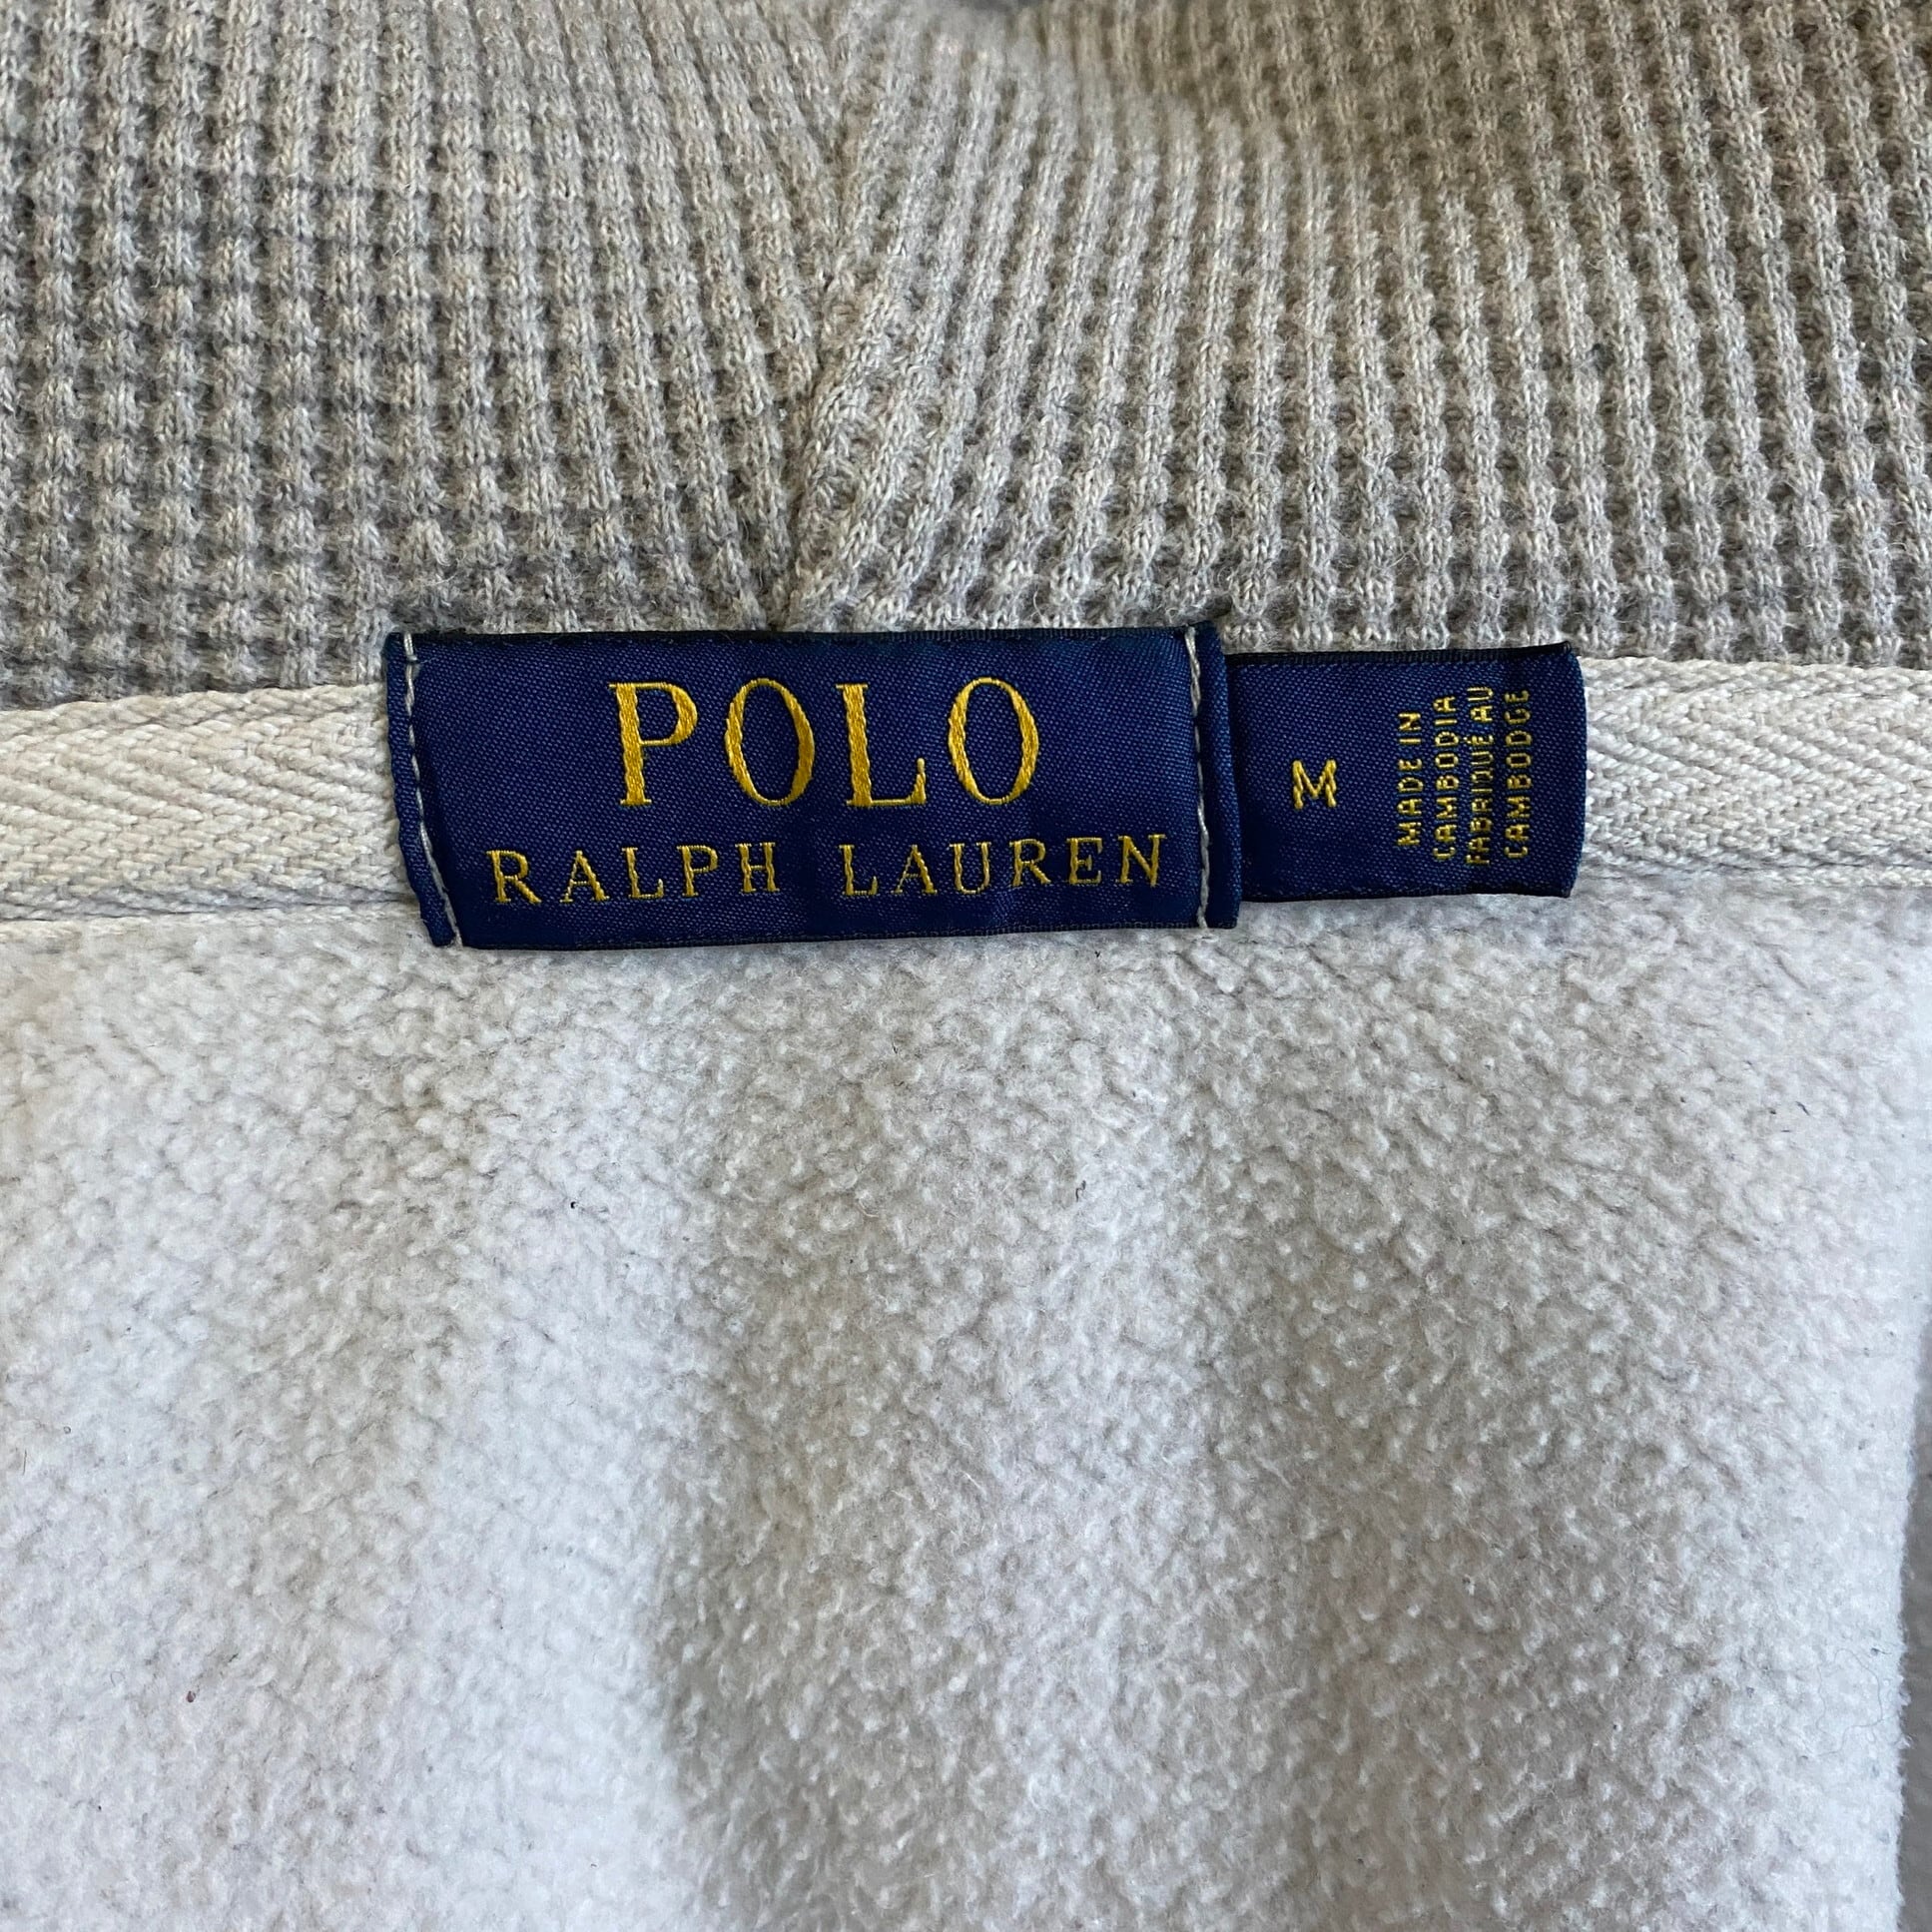 POLO
RALPH LAUREN
M
MADE IN
CAMBODIA
FABRIQUÉ AU
CAMBODGE